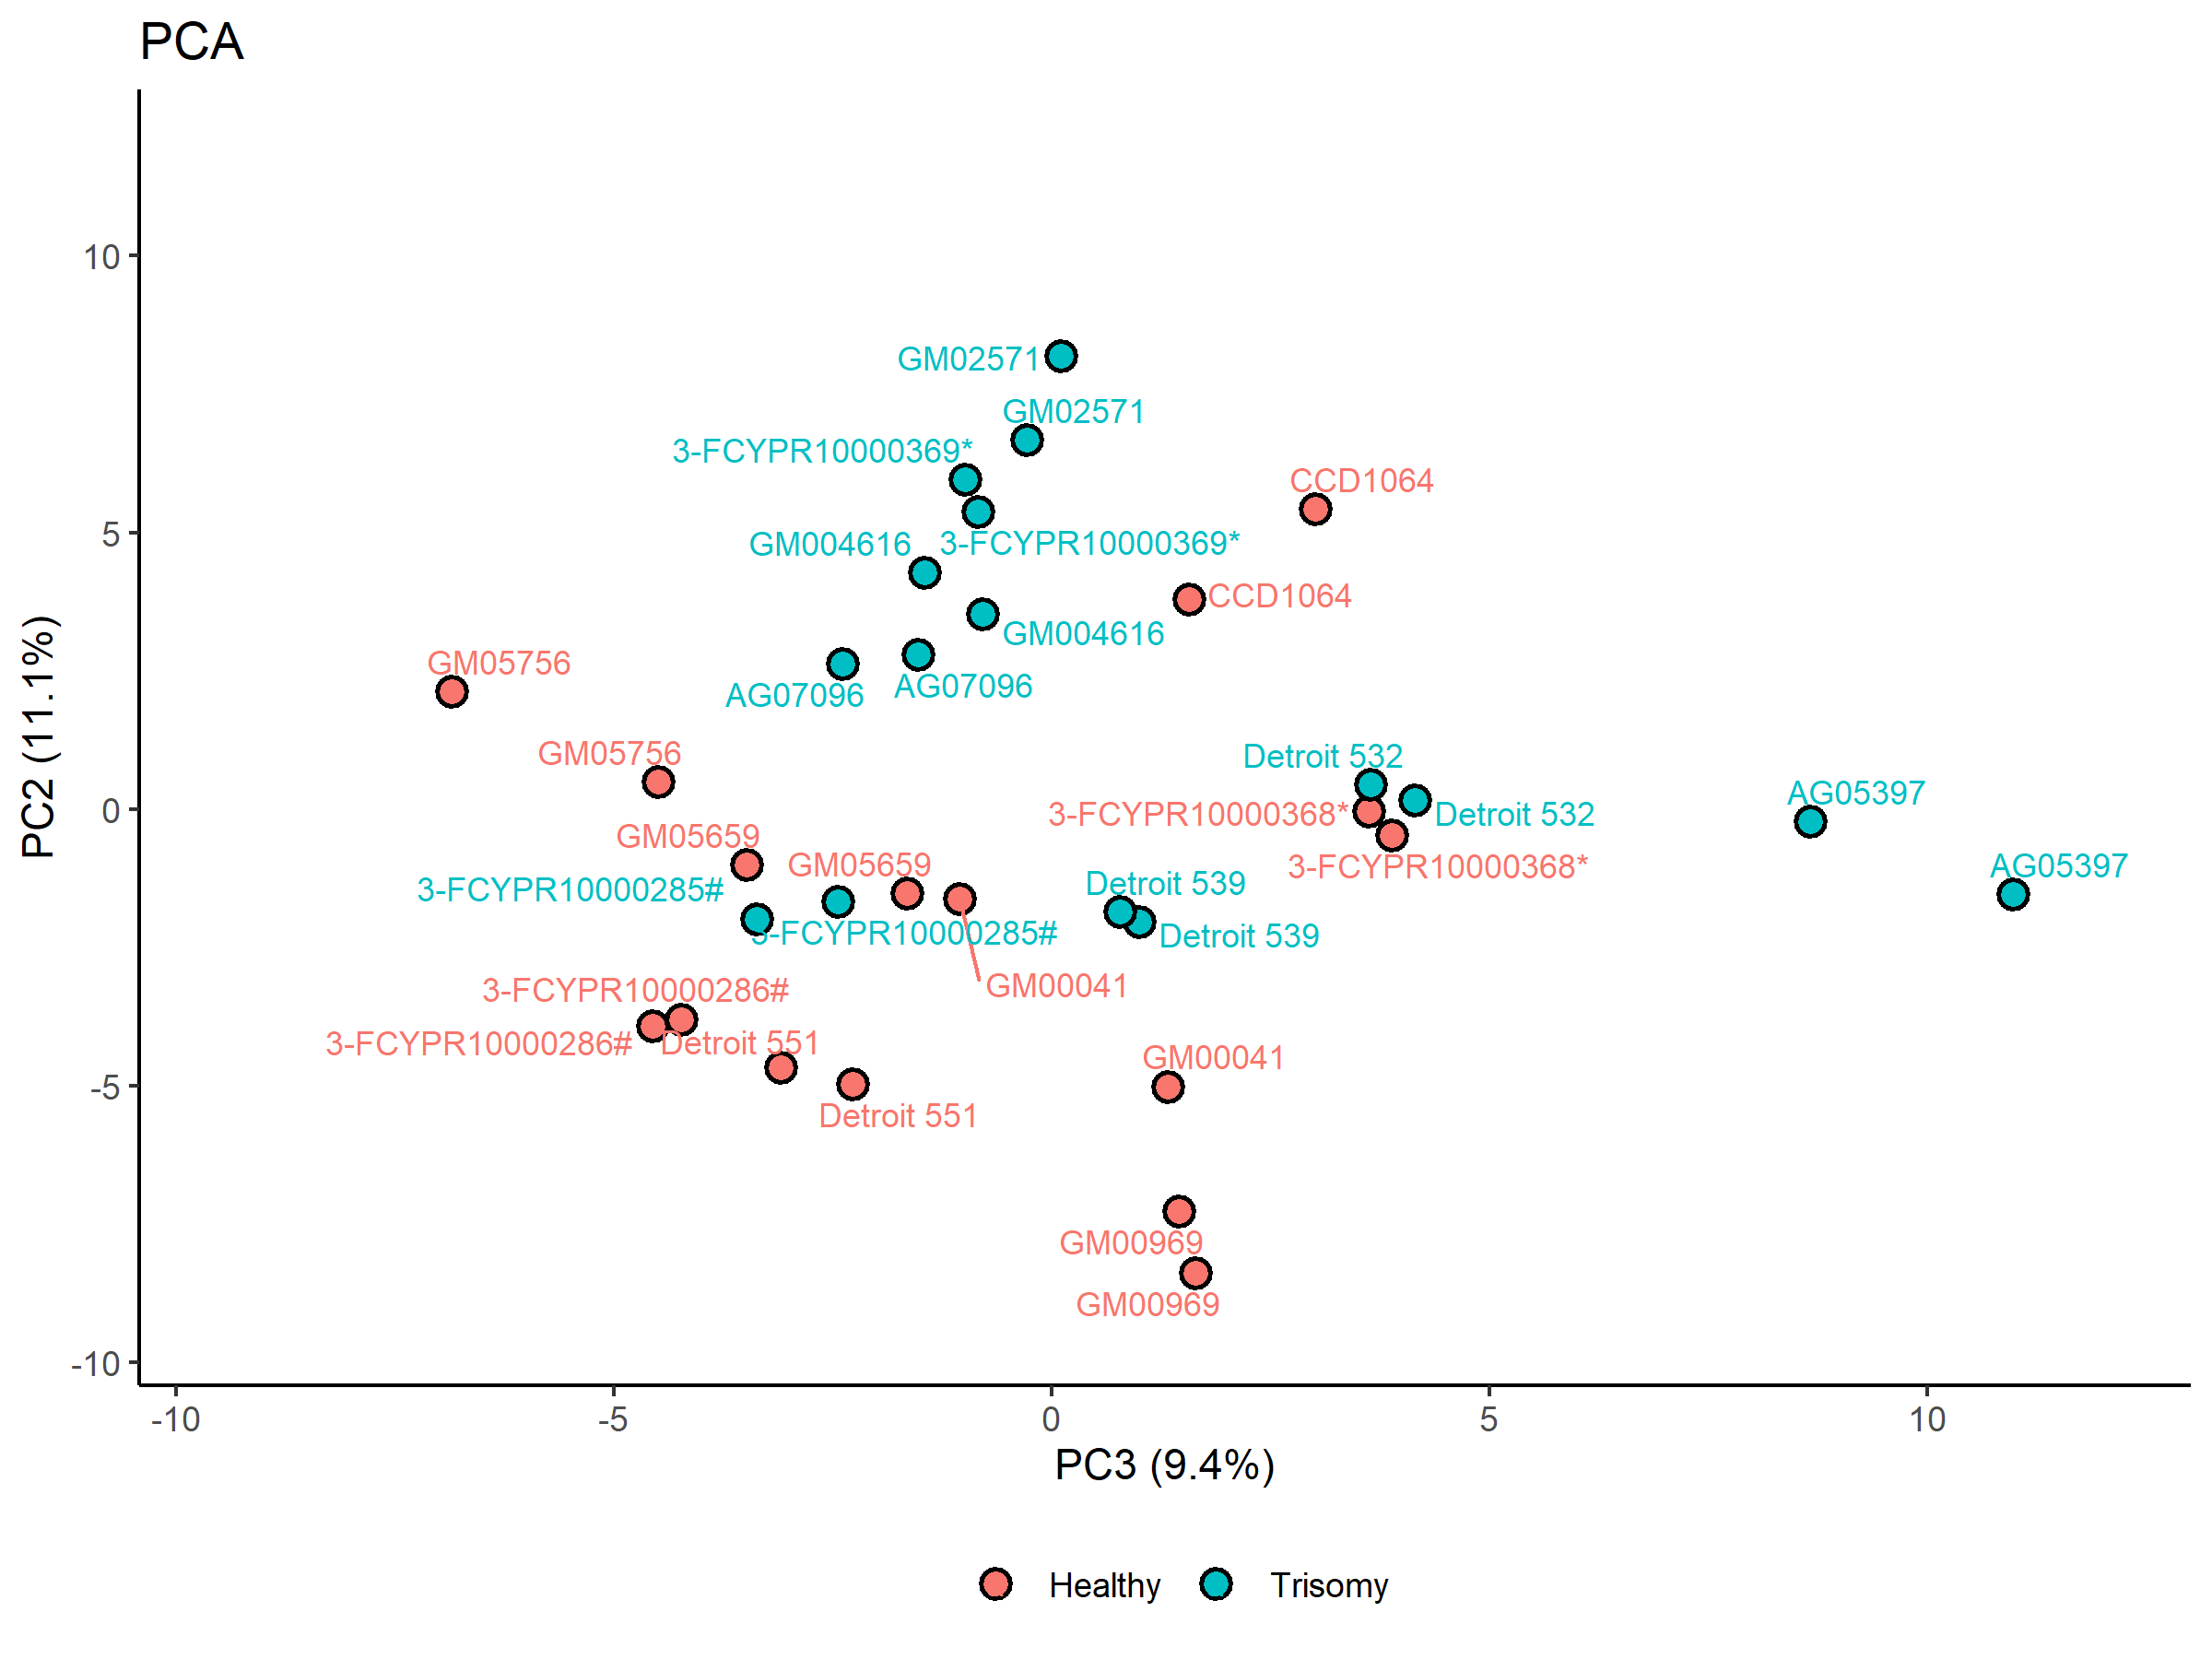 PCA
10
5
0
-5
-10
PC2 (11.1%)
GM02571
GM02571
3-FCYPR10000369*
CCD1064
GM004616
3-FCYPR10000369*
CCD1064
GM004616
GM05756
AG07096
AG07096
GM05756
Detroit 532
AG05397
3-FCYPR10000368*
Detroit 532
GM05659
GM05659
3-FCYPR10000368*
AG05397
3-FCYPR10000285#
Detroit 539
3-FCYPR10000285#
Detroit 539
3-FCYPR10000286#
GM00041
3-FCYPR10000286#
Detroit 551
GM00041
Detroit 551
GM00969
GM00969
-10
-5
0
5
10
PC3 (9.4%)
Healthy
Trisomy